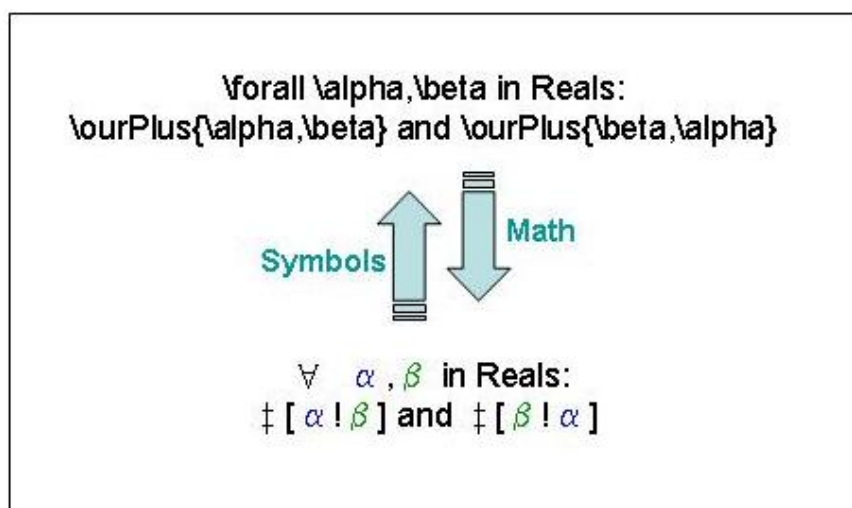 \forall \alpha,\beta in Reals:
\ourPlus{\alpha,\beta} and \ourPlus{\beta,\alpha}
Math
Symbols
∀ α , β in Reals:
‡ [ α ! β ] and ‡ [ β ! α ]